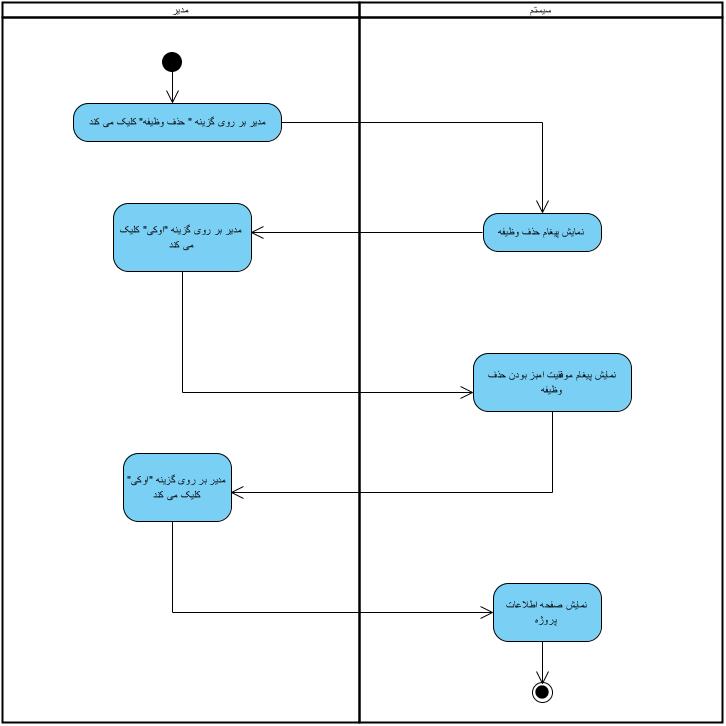 مدیر
سیستم
مدیر بر روی گزینه " حذف وظیفه" کلیک می کند
نمایش پیغام حذف وظیفه
مدیر بر روی گزینه "اوکی" کلیک
می کند
نمایش پیغام موفقیت امیز بودن حذف
وظیفه
مدیر بر روی گزینه "اوکی"
کلیک می کند
نمایش صفحه اطلاعات
پروژه